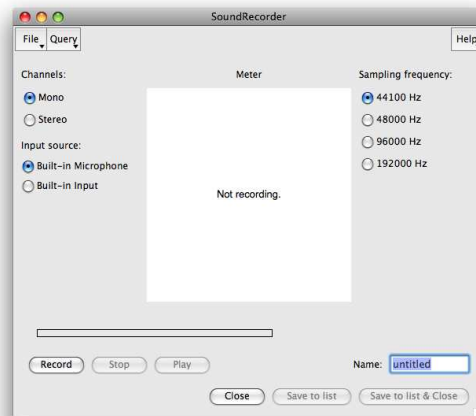 SoundRecorder
File Query Help
Channels: Meter Sampling frequency:
Mono 44100 Hz
Stereo 48000 Hz
96000 Hz
Input source:
Built-in Microphone 192000 Hz
Built-in Input
Not recording.
Record Stop Play Name: untitled
Close Save to list Save to list & Close